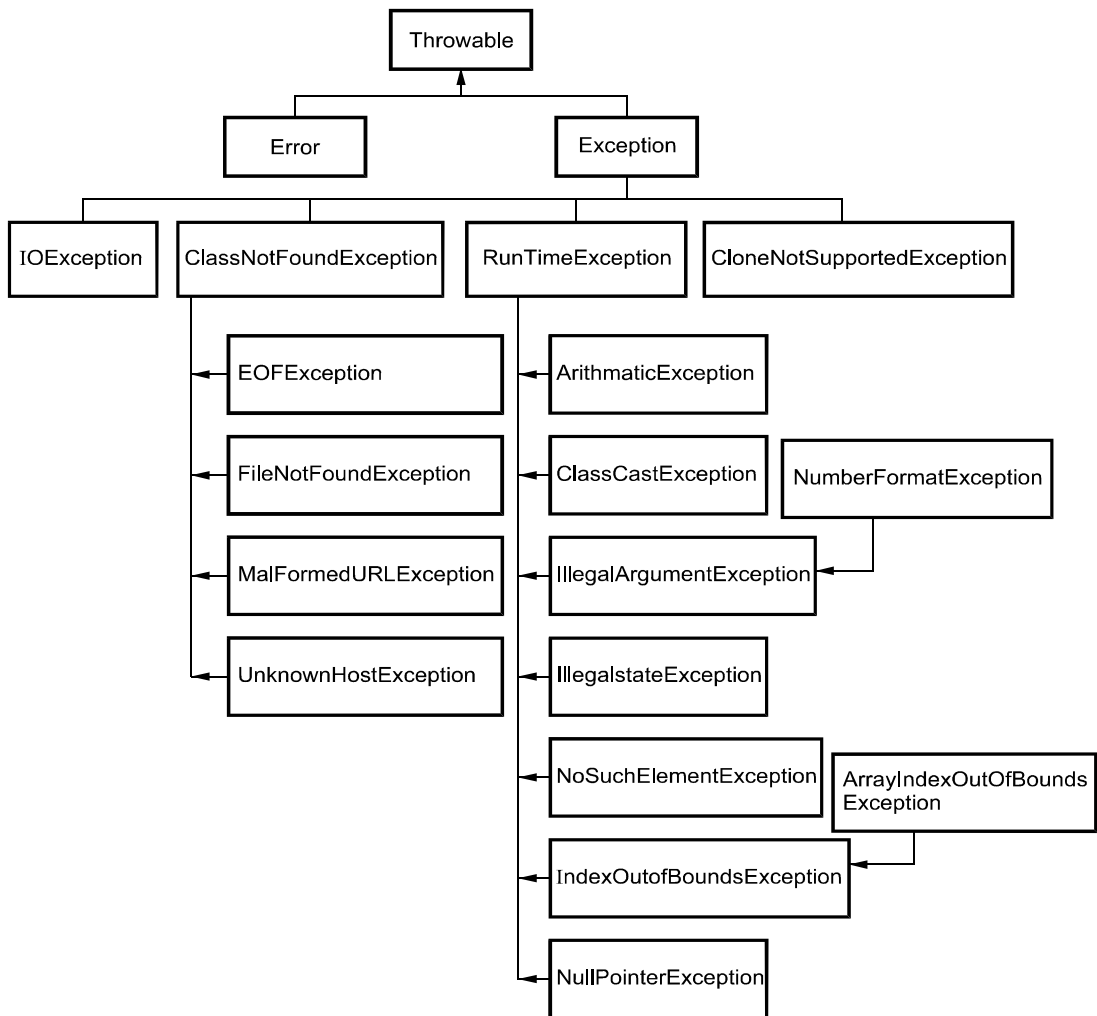 Throwable
Error
Exception
IOException
ClassNotFoundException
RunTimeException
CloneNotSupportedException
EOFException
ArithmaticException
FileNotFoundException
ClassCastException
NumberFormatException
MalFormedURLException
IllegalArgumentException
UnknownHostException
IllegalstateException
NoSuchElementException
ArrayIndexOutOfBounds
Exception
IndexOutofBoundsException
NullPointerException